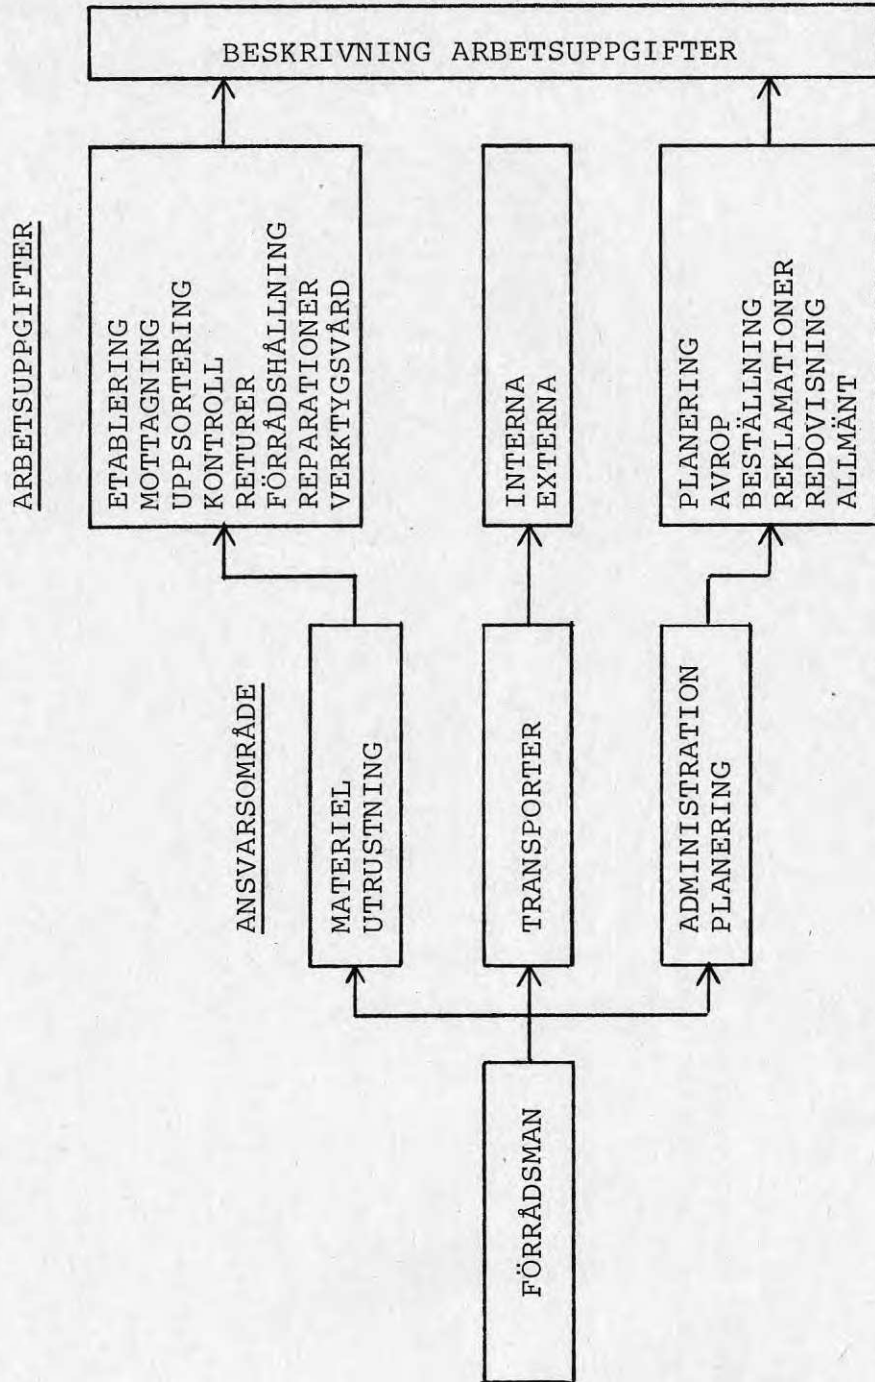 BESKRIVNING ARBETSUPPGIFTER
ARBETSUPPGIFTER
ETABLERING
MOTTAGNING
UPPSORTERING
KONTROLL
RETURER
FÖRRÅDSHÅLLNING
REPARATIONER
VERKTYGSVÅRD
INTERNA
EXTERNA
PLANERING
AVROP
BESTÄLLNING
REKLAMATIONER
REDOVISNING
ALLMÄNT
ANSVARSOMRÅDE
MATERIEL
UTRUSTNING
TRANSPORTER
ADMINISTRATION
PLANERING
FÖRRÅDSMAN